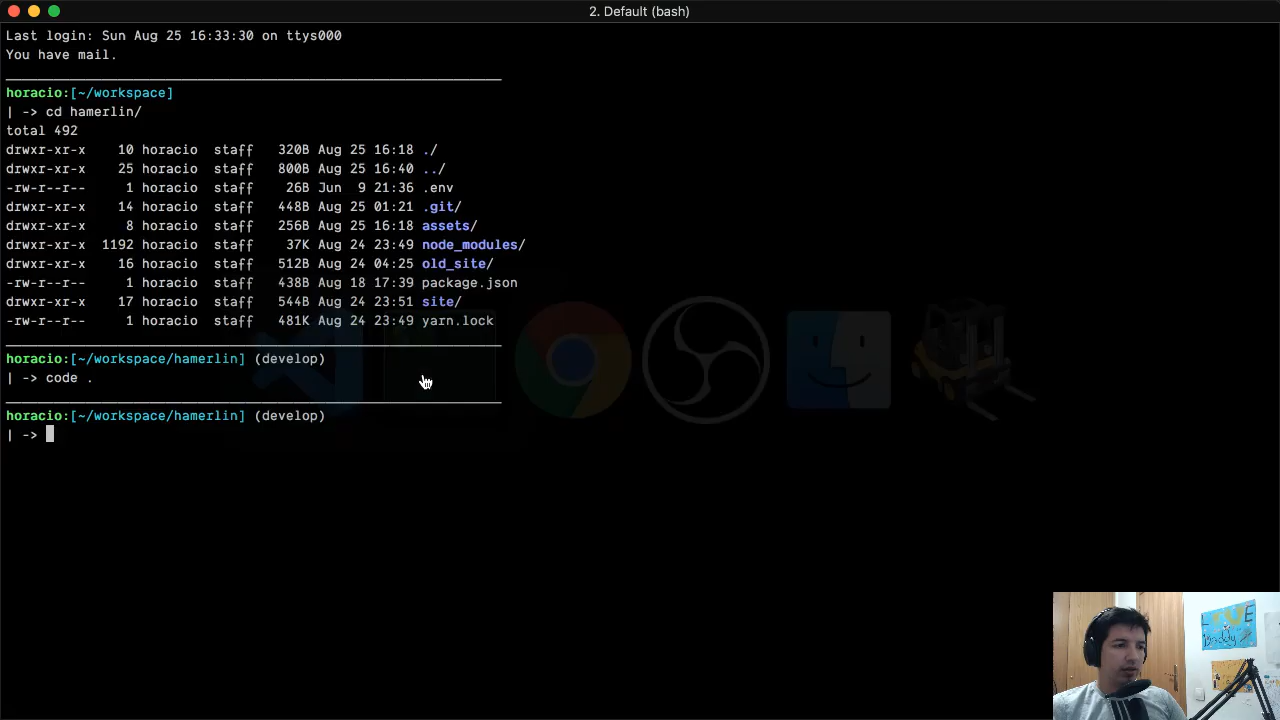 2. Default (bash)
Last login: Sun Aug 25 16:33:30 on ttys000
You have mail.
horacio:[~/workspace]
| -> cd hamerlin/
total 492
drwxr-xr-x 10 horacio staff 320B Aug 25 16:18 ./
drwxr-xr-x 25 horacio staff 800B Aug 25 16:40 ../
-rw-r--r-- 1 horacio staff 26B Jun 9 21:36 .env
drwxr-xr-x 14 horacio staff 448B Aug 25 01:21 .git/
drwxr-xr-x 8 horacio staff 256B Aug 25 16:18 assets/
drwxr-xr-x 1192 horacio staff 37K Aug 24 23:49 node_modules/
drwxr-xr-x 16 horacio staff 512B Aug 24 04:25 old_site/
-rw-r--r-- 1 horacio staff 438B Aug 18 17:39 package.json
drwxr-xr-x 17 horacio staff 544B Aug 24 23:51 site/
-rw-r--r-- 1 horacio staff 481K Aug 24 23:49 yarn.lock
horacio:[~/workspace/hamerlin] (develop)
| -> code .
horacio:[~/workspace/hamerlin] (develop)
| ->